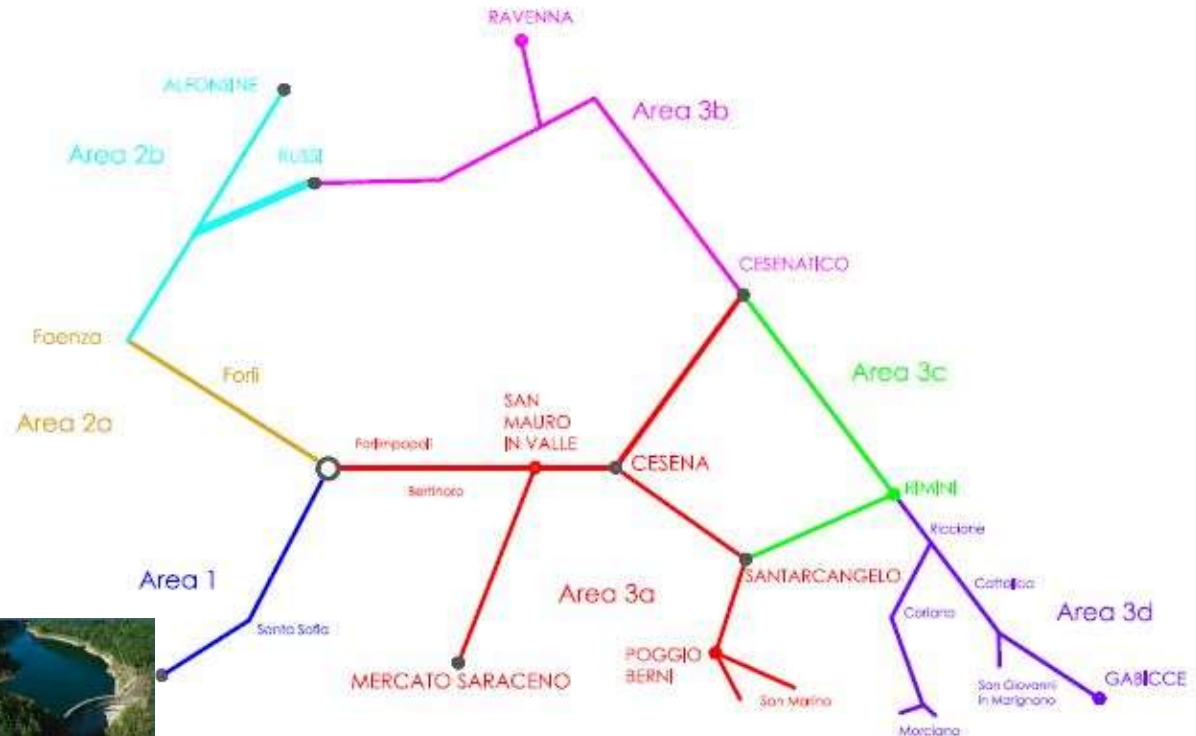 RAVENNA
ALFONSINE
Area 3b
Area 2b
RUSSI
CESENATICO
Faenza
Forlì
Area 3c
Area 2a
SAN
MAURO
IN VALLE
Forlimpopoli
CESENA
Bertinoro
RIMINI
Riccione
Area 1
SANTARCANGELO
Cattolica
Area 3a
Coriano
Area 3d
Santa Sofia
POGGIO
BERNI
MERCATO SARACENO
San Marino
San Giovanni
in Marignano
GABICCE
Morciano